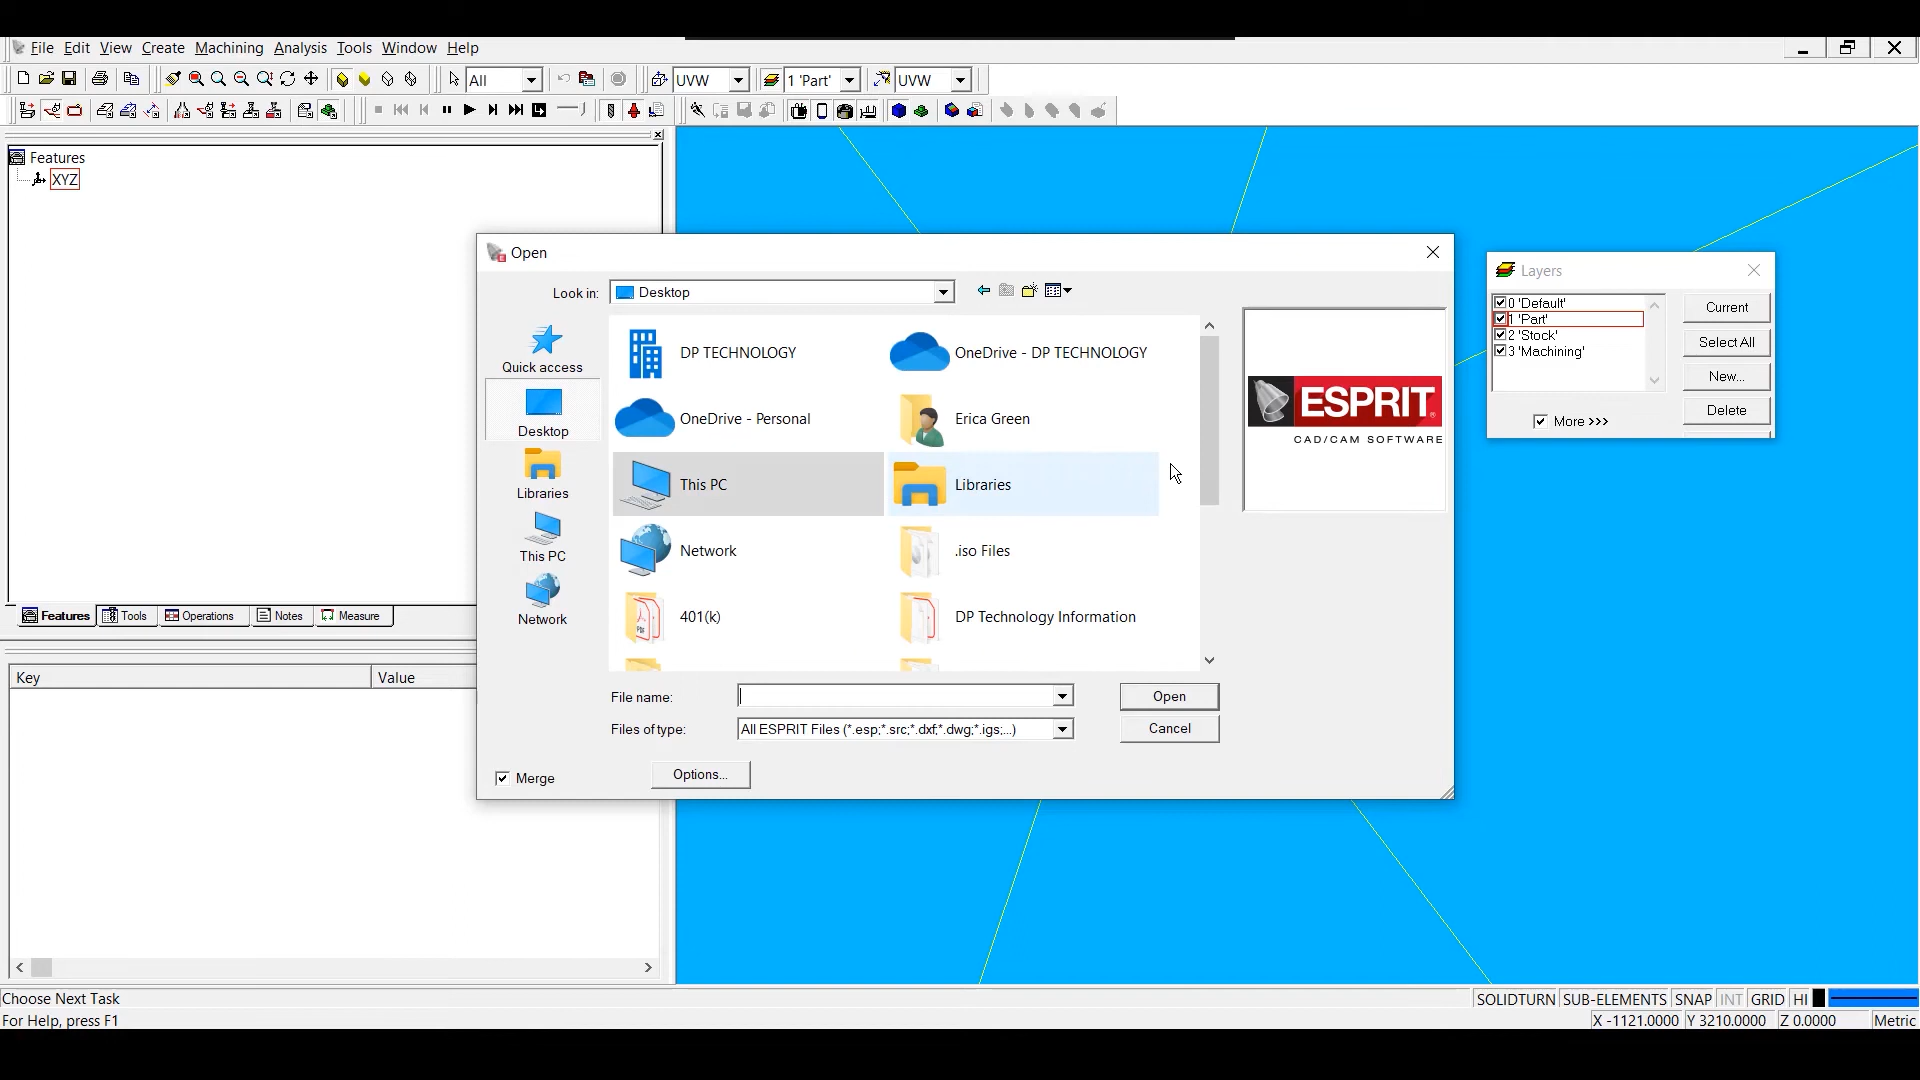 File Edit View Create Machining Analysis Tools Window Help
All UVW 1 'Part' UVW
Features
XYZ
Open
Look in: Desktop
Quick access
Desktop
Libraries
This PC
Network
DP TECHNOLOGY OneDrive - DP TECHNOLOGY
OneDrive - Personal Erica Green
This PC Libraries
Network .iso Files
401(k) DP Technology Information
ESPRIT
CAD/CAM SOFTWARE
File name: Open
Files of type: All ESPRIT Files (*.esp;*.src;*.dxf;*.dwg;*.igs;...) Cancel
Merge Options...
Layers
0 'Default' Current
1 'Part'
2 'Stock' Select All
3 'Machining'
New...
More >>> Delete
Features Tools Operations Notes Measure
Key Value
Choose Next Task SOLIDTURN SUB-ELEMENTS SNAP INT GRID HI
For Help, press F1 X -1121.0000 Y 3210.0000 Z 0.0000 Metric